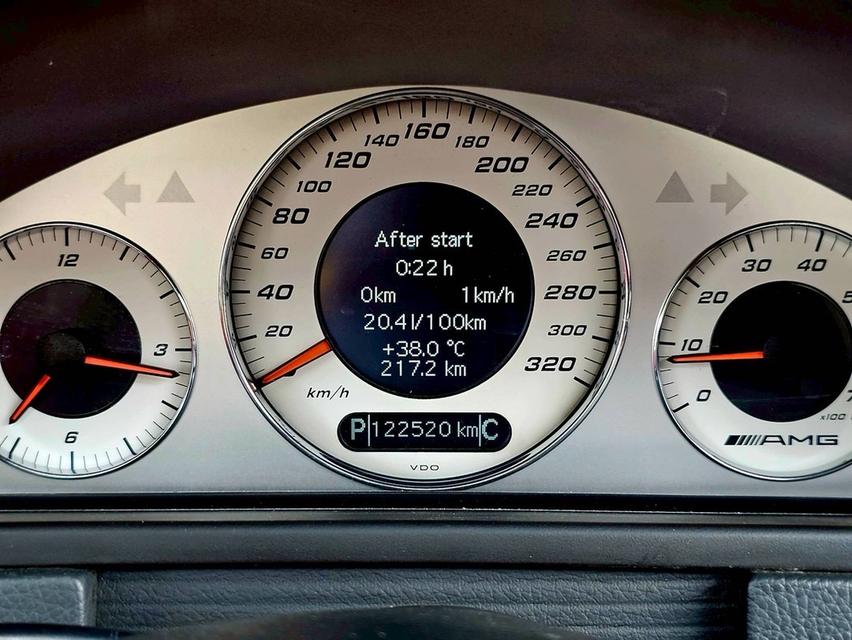 160
140 180
120 200
100 220
80 240
60 260
40 280
20 300
320
km/h
After start
0:22 h
0km 1km/h
20.4l/100km
+38.0 °C
217.2 km
P 122520 km C
VDO
12
3
6
30 40
20
10
0
x100
AMG